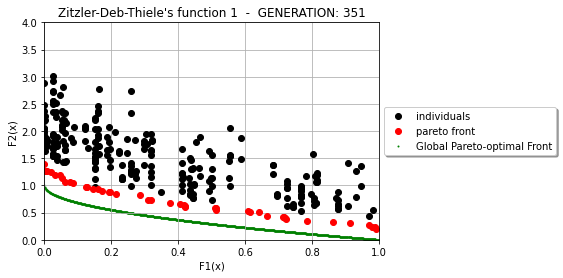 Zitzler-Deb-Thiele's function 1 - GENERATION: 351
4.0
3.5
3.0
2.5
2.0
1.5
1.0
0.5
0.0
F2(x)
0.0 0.2 0.4 0.6 0.8 1.0
F1(x)
individuals
pareto front
Global Pareto-optimal Front